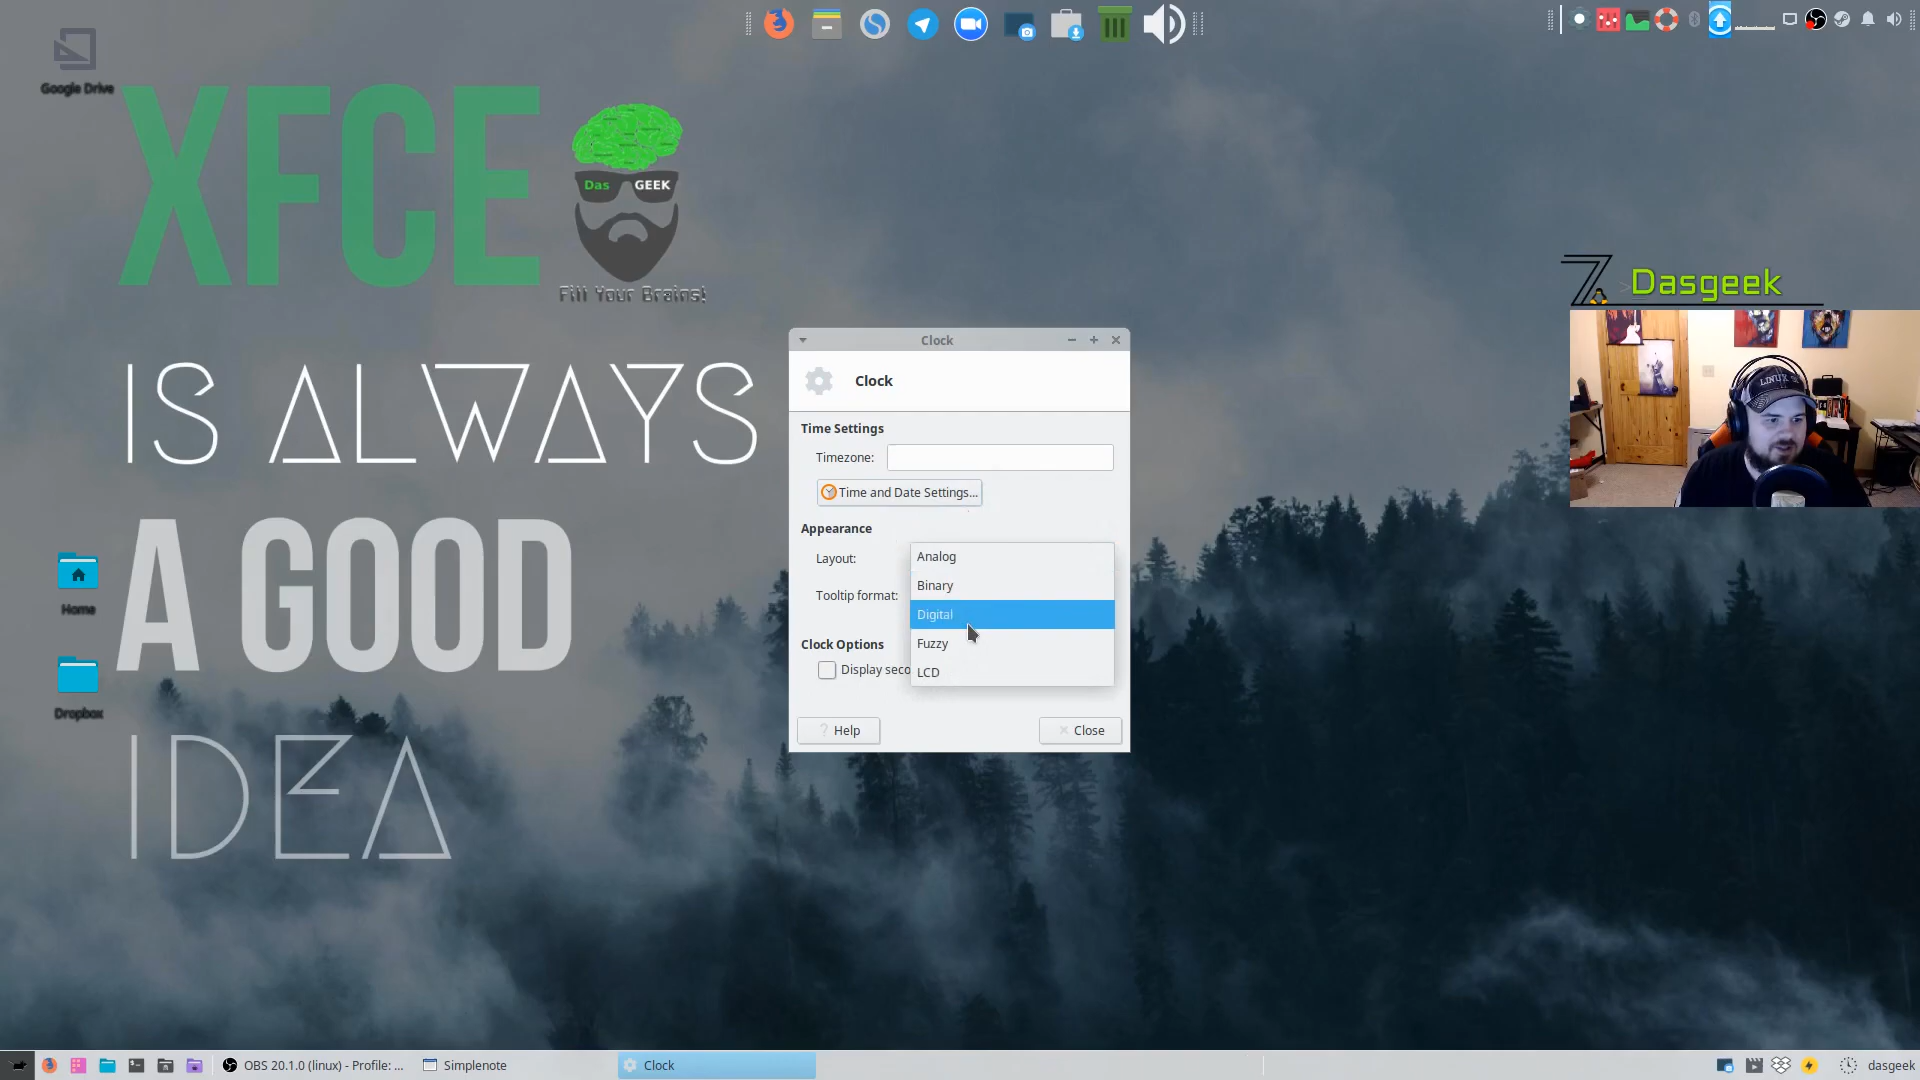 Google Drive
XFCE
Das GEEK
Fill Your Brains!
IS ALWAYS
A GOOD
IDEA
Home
Dropbox
Dasgeek
LINUX
Clock
Clock
Time Settings
Timezone:
Time and Date Settings...
Appearance
Layout:
Analog
Binary
Tooltip format:
Digital
Clock Options
Fuzzy
Display seco
LCD
Help
Close
OBS 20.1.0 (linux) - Profile: ...
Simplenote
Clock
dasgeek